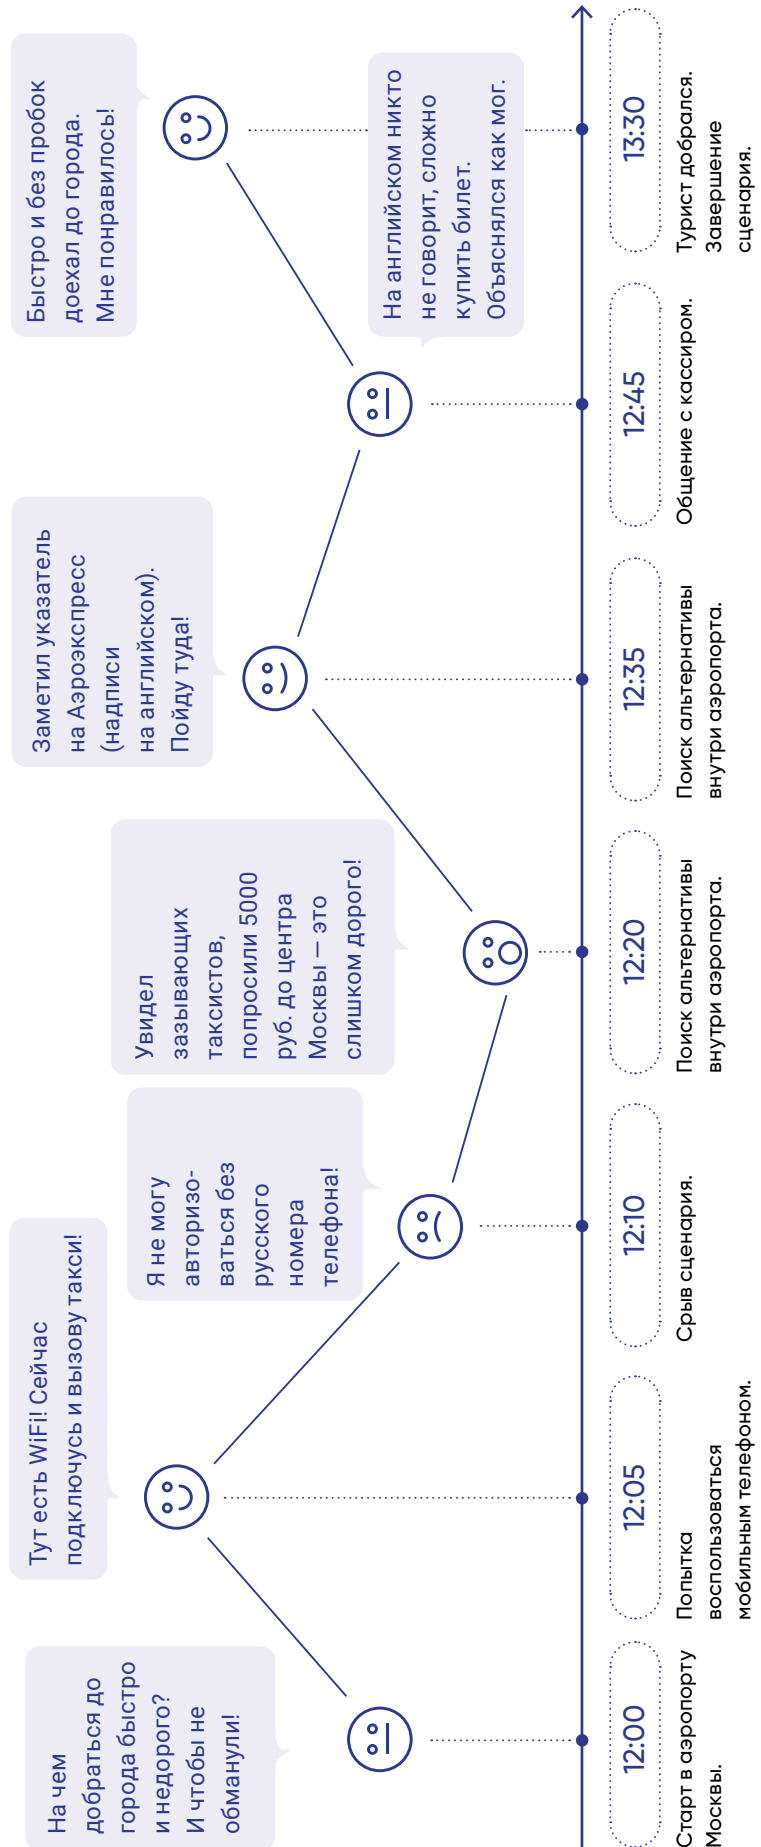 На чем
добраться до
города быстро
и недорого?
И чтобы не
обманули!
Тут есть WiFi! Сейчас
подключусь и вызову такси!
Я не могу
авторизо-
ваться без
русского
номера
телефона!
Увидел
зазывающих
таксистов,
попросили 5000
руб. до центра
Москвы — это
слишком дорого!
Заметил указатель
на Аэроэкспресс
(надписи
на английском).
Пойду туда!
На английском никто
не говорит, сложно
купить билет.
Объяснялся как мог.
Быстро и без пробок
доехал до города.
Мне понравилось!
12:00
Старт в аэропорту
Москвы.
12:05
Попытка
воспользоваться
мобильным телефоном.
12:10
Срыв сценария.
12:20
Поиск альтернативы
внутри аэропорта.
12:35
Поиск альтернативы
внутри аэропорта.
12:45
Общение с кассиром.
13:30
Турист добрался.
Завершение
сценария.